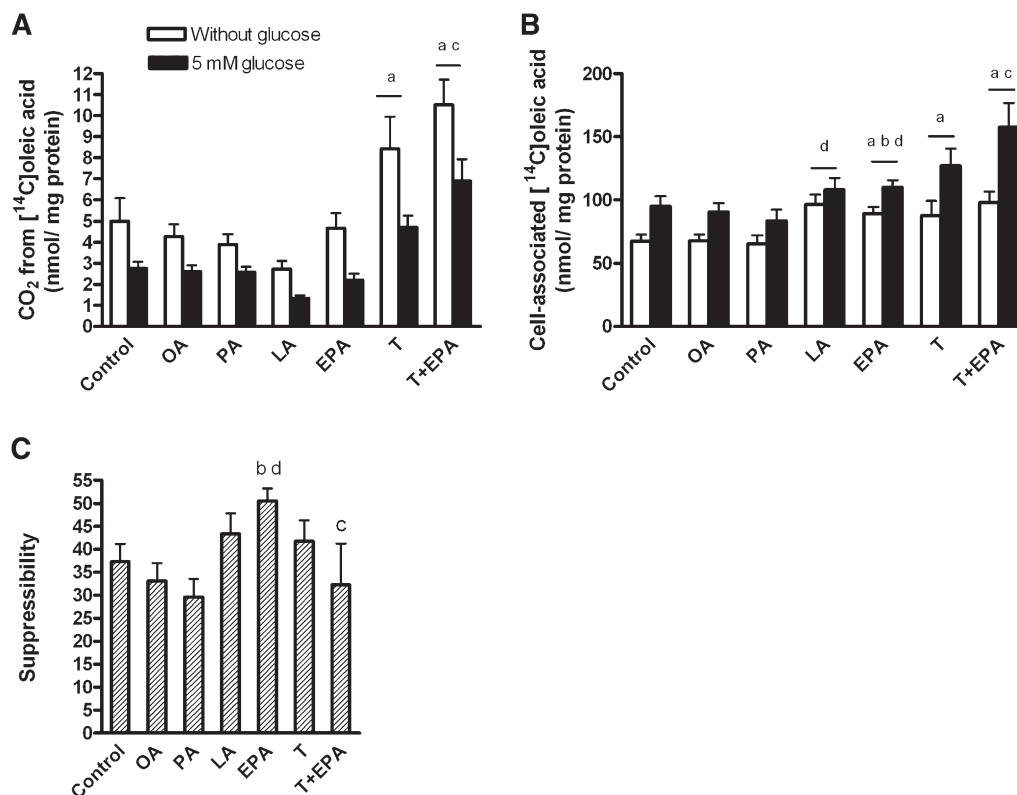 A
Without glucose
5 mM glucose
a
a c
CO2 from [14C]oleic acid
(nmol/ mg protein)
12
11
10
9
8
7
6
5
4
3
2
1
0
Control
OA
PA
LA
EPA
T
T+EPA
B
a c
a
d
a b d
Cell-associated [14C]oleic acid
(nmol/ mg protein)
200
150
100
50
0
Control
OA
PA
LA
EPA
T
T+EPA
C
b d
c
Suppressibility
55
50
45
40
35
30
25
20
15
10
5
0
Control
OA
PA
LA
EPA
T
T+EPA